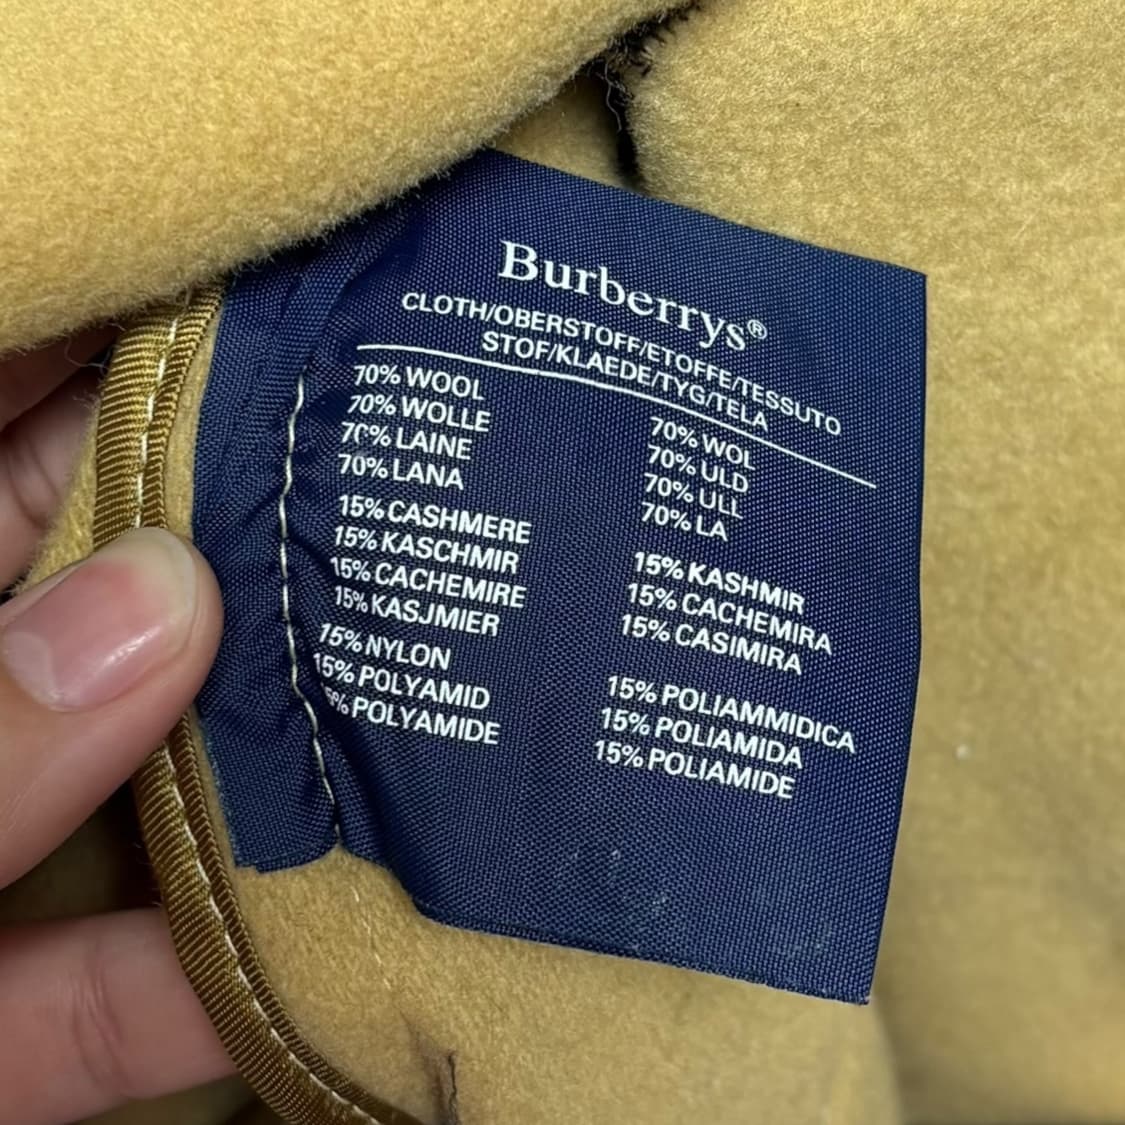 Burberrys®
CLOTH/OBERSTOFF/ETOFFE/TESSUTO
STOF/KLAEDE/TYG/TELA
70% WOOL
70% WOLLE
70% LAINE
70% LANA
15% CASHMERE
15% KASCHMIR
15% CACHEMIRE
15% KASJMIER
15% NYLON
15% POLYAMID
5% POLYAMIDE
70% WOL
70% ULD
70% ULL
70% LA
15% KASHMIR
15% CACHEMIRA
15% CASIMIRA
15% POLIAMMIDICA
15% POLIAMIDA
15% POLIAMIDE